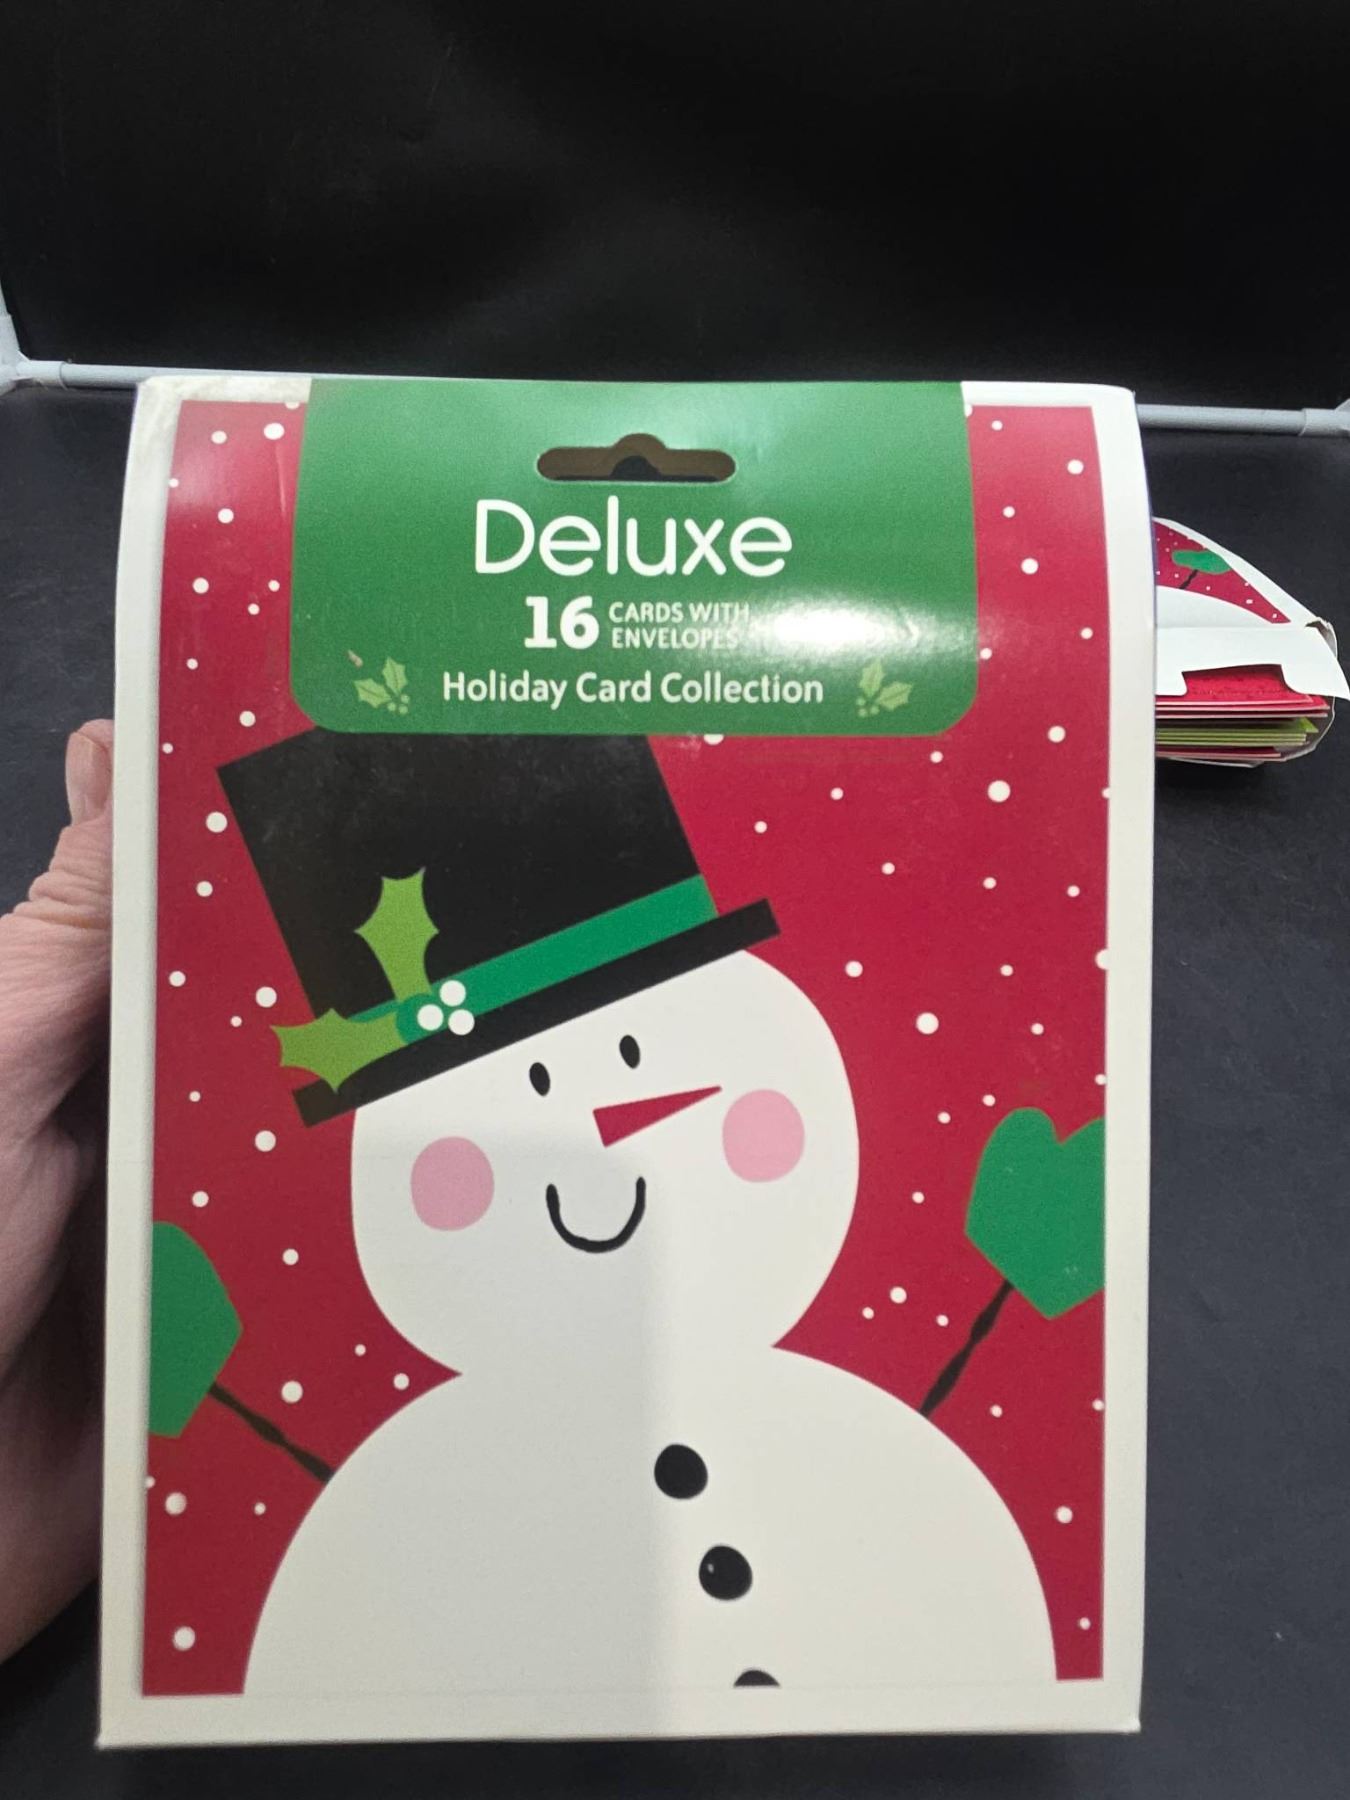 Deluxe
16 CARDS WITH
ENVELOPES
Holiday Card Collection